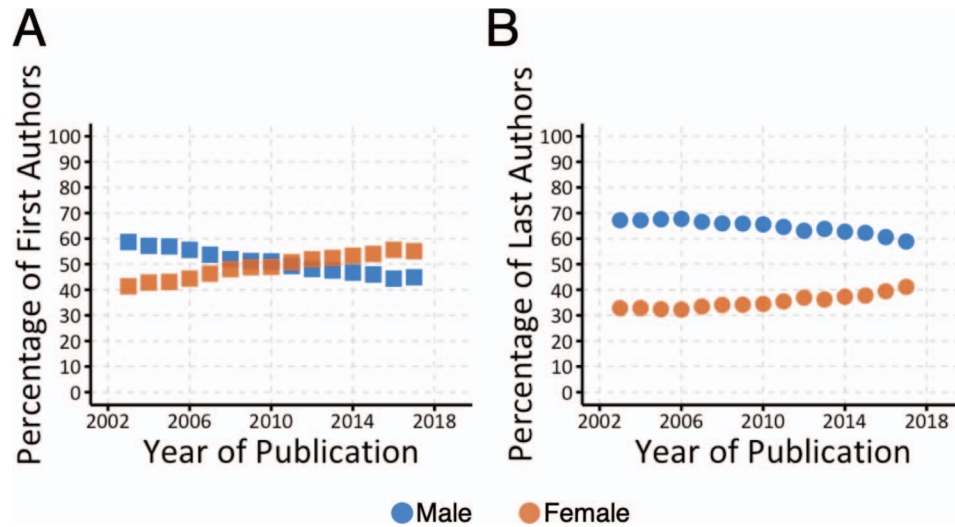 A
Percentage of First Authors
100
90
80
70
60
50
40
30
20
10
0
2002 2006 2010 2014 2018
Year of Publication
B
Percentage of Last Authors
100
90
80
70
60
50
40
30
20
10
0
2002 2006 2010 2014 2018
Year of Publication
Male Female